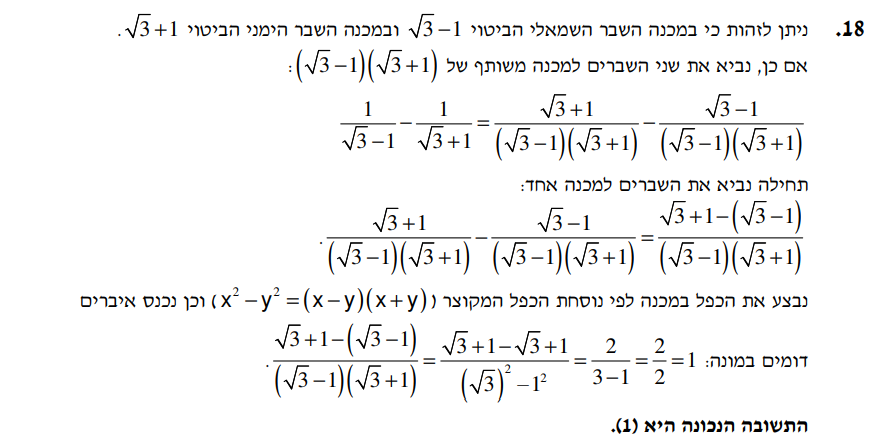 18. ניתן לזהות כי במכנה השבר השמאלי הביטוי √3−1 ובמכנה השבר הימני הביטוי √3+1.
אם כן, נביא את שני השברים למכנה משותף של (√3−1)(√3+1):
1/(√3−1) − 1/(√3+1) = (√3+1)/((√3−1)(√3+1)) − (√3−1)/((√3−1)(√3+1))
תחילה נביא את השברים למכנה אחד:
(√3+1)/((√3−1)(√3+1)) − (√3−1)/((√3−1)(√3+1)) = (√3+1−(√3−1))/((√3−1)(√3+1)).
נבצע את הכפל במכנה לפי נוסחת הכפל המקוצר (x²−y²=(x−y)(x+y)) וכן נכנס איברים
דומים במונה: (√3+1−(√3−1))/((√3−1)(√3+1)) = (√3+1−√3+1)/((√3)²−1²) = 2/(3−1) = 2/2 = 1.
התשובה הנכונה היא (1).